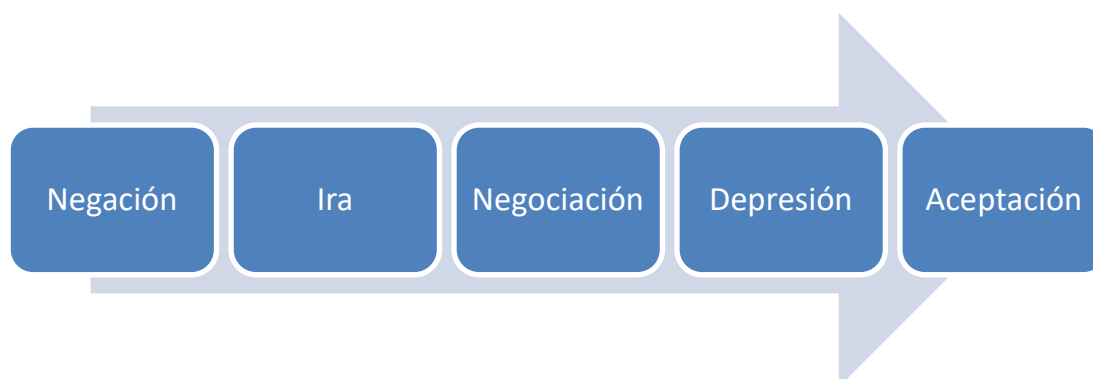 Negación
Ira
Negociación
Depresión
Aceptación